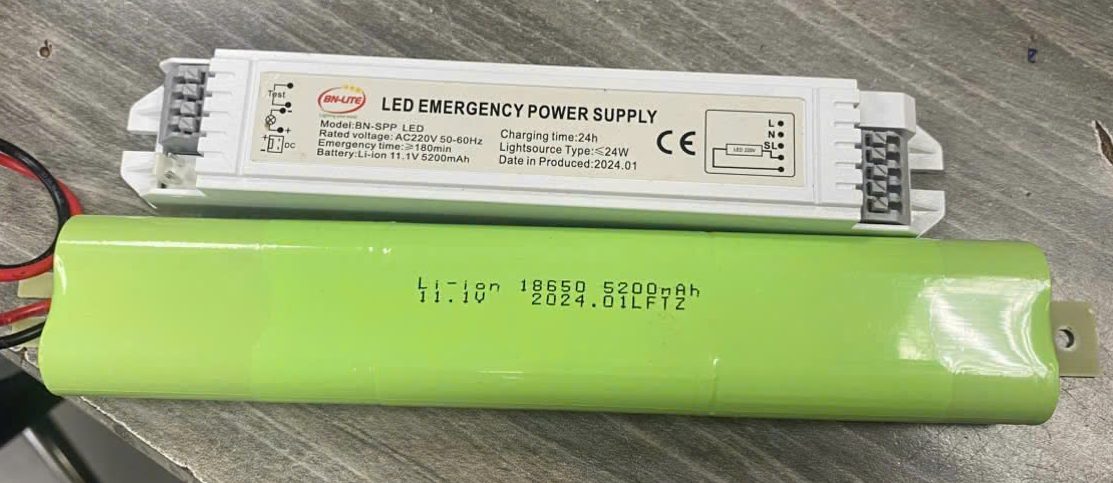 Test
-
+
+
-
DC
BN-LITE
LED EMERGENCY POWER SUPPLY
Model:BN-SPP LED
Rated voltage: AC220V 50-60Hz
Emergency time:≥180min
Battery:Li-ion 11.1V 5200mAh
Charging time:24h
Lightsource Type:≤24W
Date in Produced:2024.01
CE
L
N
SL
LED 220V
Li-ion 18650 5200mAh
11.1V 2024.01LFTZ